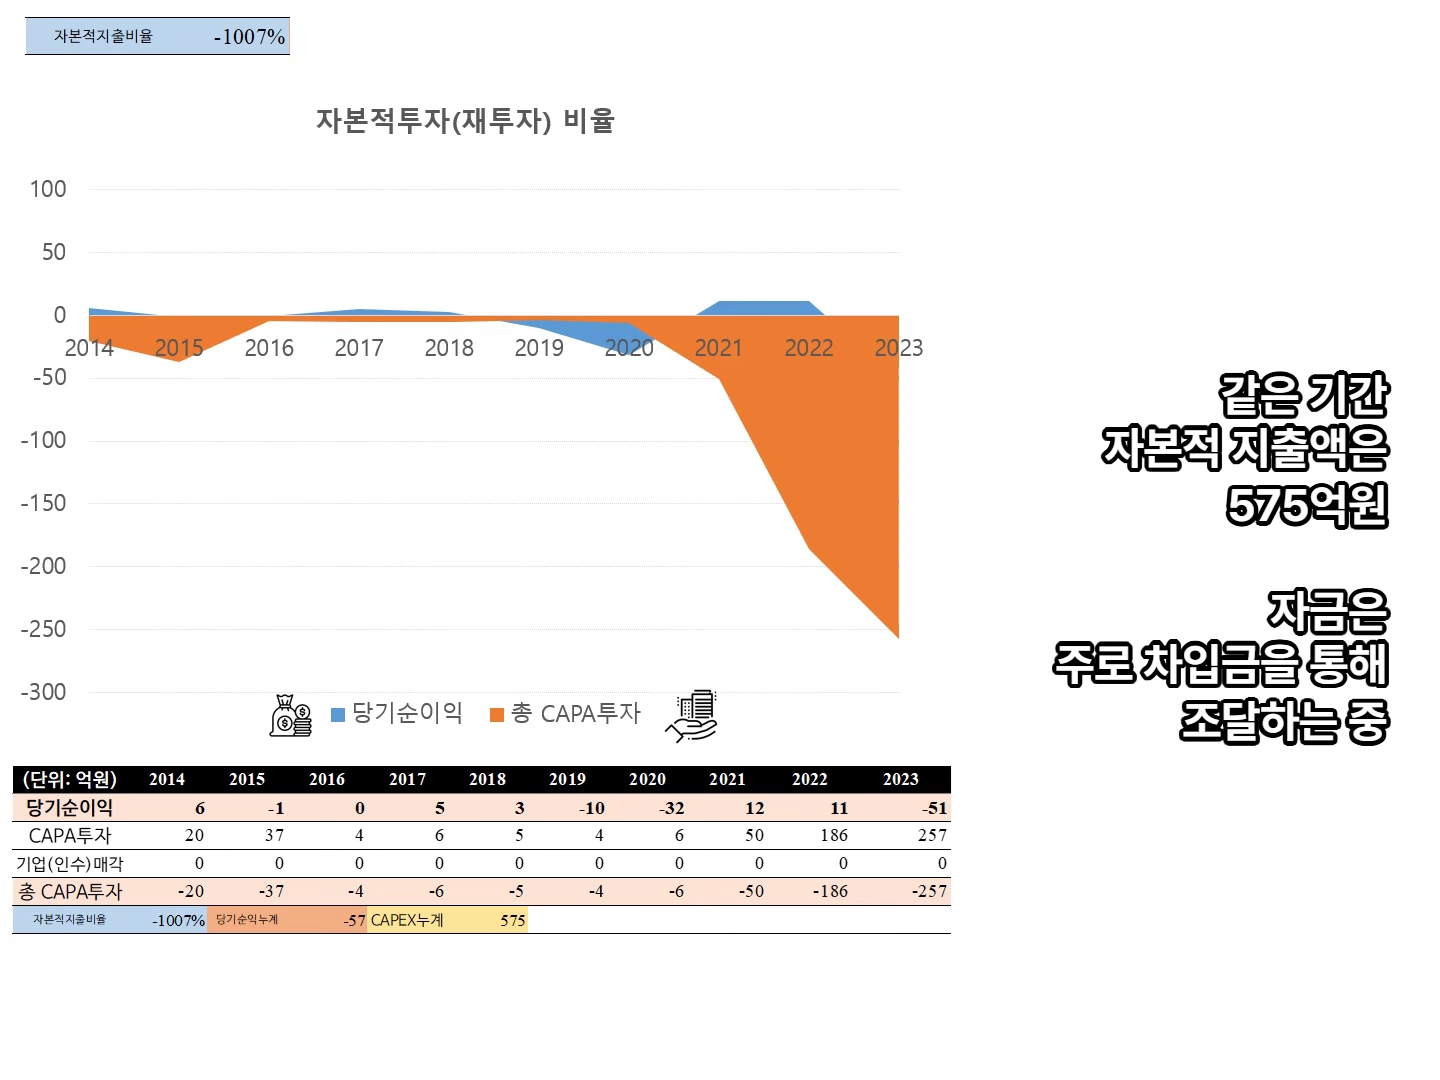 자본적지출비율 -1007%
자본적투자(재투자) 비율
100
50
0
-50
-100
-150
-200
-250
-300
2014 2015 2016 2017 2018 2019 2020 2021 2022 2023
당기순이익 총 CAPA투자
같은 기간
자본적 지출액은
575억원
자금은
주로 차입금을 통해
조달하는 중
(단위: 억원) 2014 2015 2016 2017 2018 2019 2020 2021 2022 2023
당기순이익 6 -1 0 5 3 -10 -32 12 11 -51
CAPA투자 20 37 4 6 5 4 6 50 186 257
기업(인수)매각 0 0 0 0 0 0 0 0 0 0
총 CAPA투자 -20 -37 -4 -6 -5 -4 -6 -50 -186 -257
자본적지출비율 -1007% 당기순익누계 -57 CAPEX누계 575